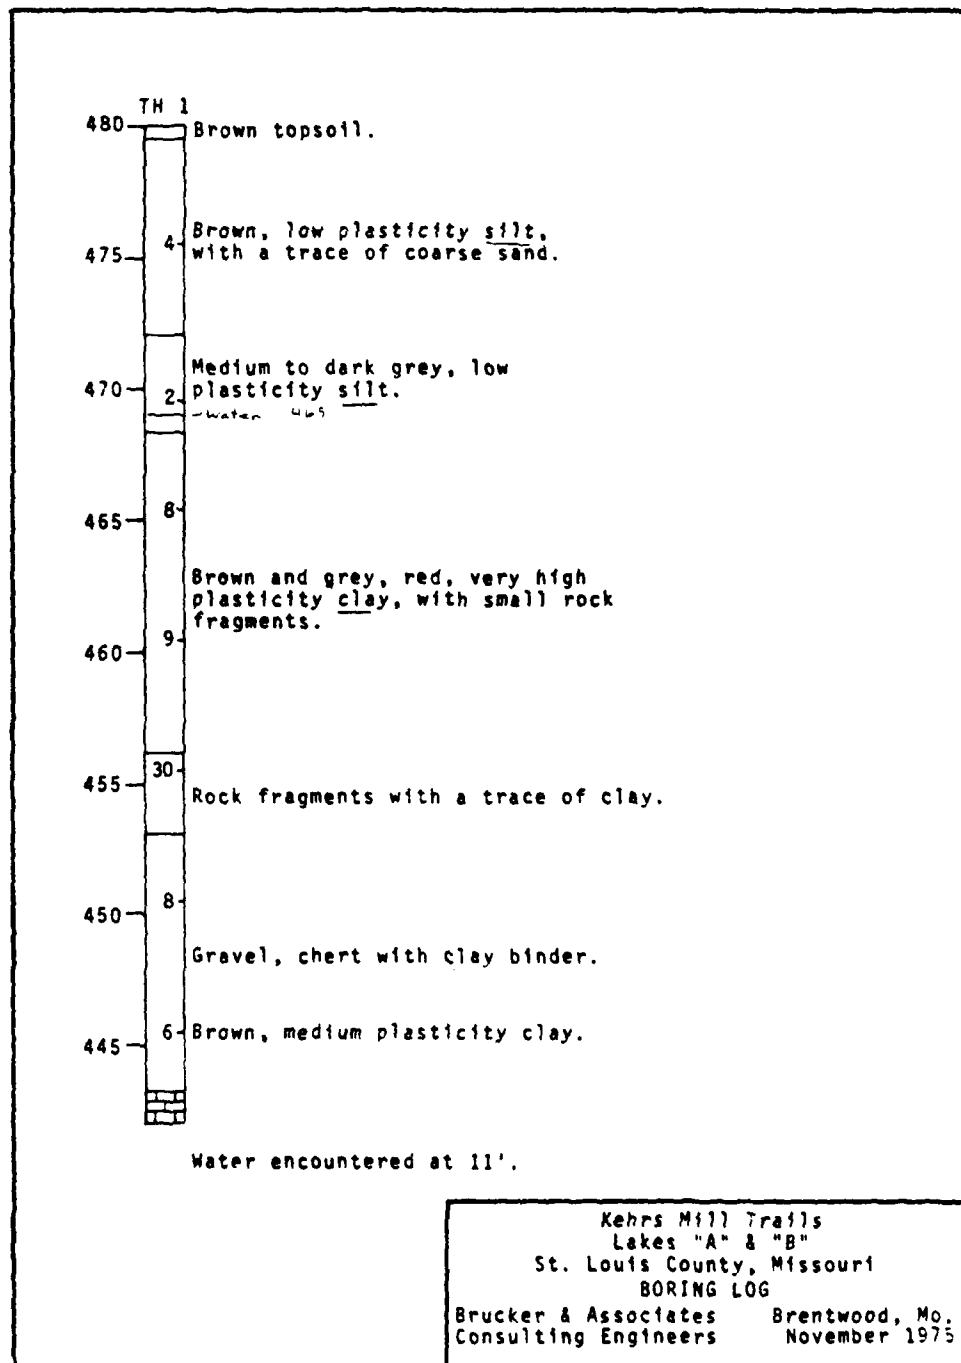 TH 1
480 Brown topsoil.
4 Brown, low plasticity silt,
475 with a trace of coarse sand.
Medium to dark grey, low
470 2 plasticity silt.
-Water 469
8
465
Brown and grey, red, very high
plasticity clay, with small rock
fragments.
9
460
30
455
Rock fragments with a trace of clay.
8
450
Gravel, chert with clay binder.
6 Brown, medium plasticity clay.
445
Water encountered at 11'.
Kehrs Mill Trails
Lakes "A" & "B"
St. Louis County, Missouri
BORING LOG
Brucker & Associates Brentwood, Mo.
Consulting Engineers November 1975